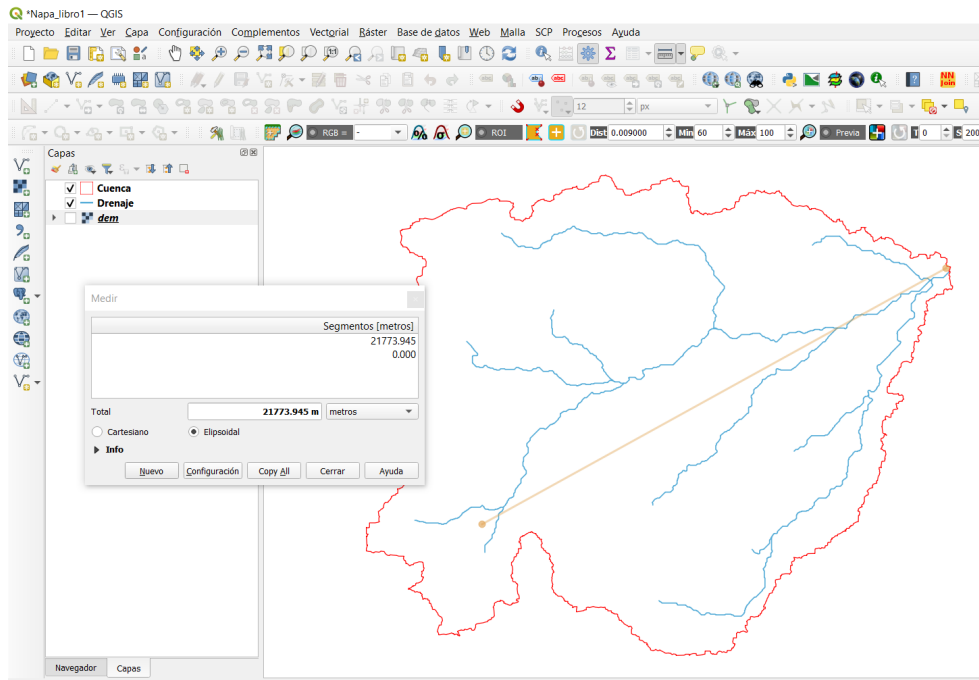 *Napa_libro1 — QGIS
Proyecto Editar Ver Capa Configuración Complementos Vectorial Ráster Base de datos Web Malla SCP Procesos Ayuda
12 px
RGB = - ROI Dist 0.009000 Min 60 Máx 100 Previa T 0 S 200
Capas
Cuenca
Drenaje
dem
Medir
Segmentos [metros]
21773.945
0.000
Total 21773.945 m metros
Cartesiano Elipsoidal
Info
Nuevo Configuración Copy All Cerrar Ayuda
Navegador Capas